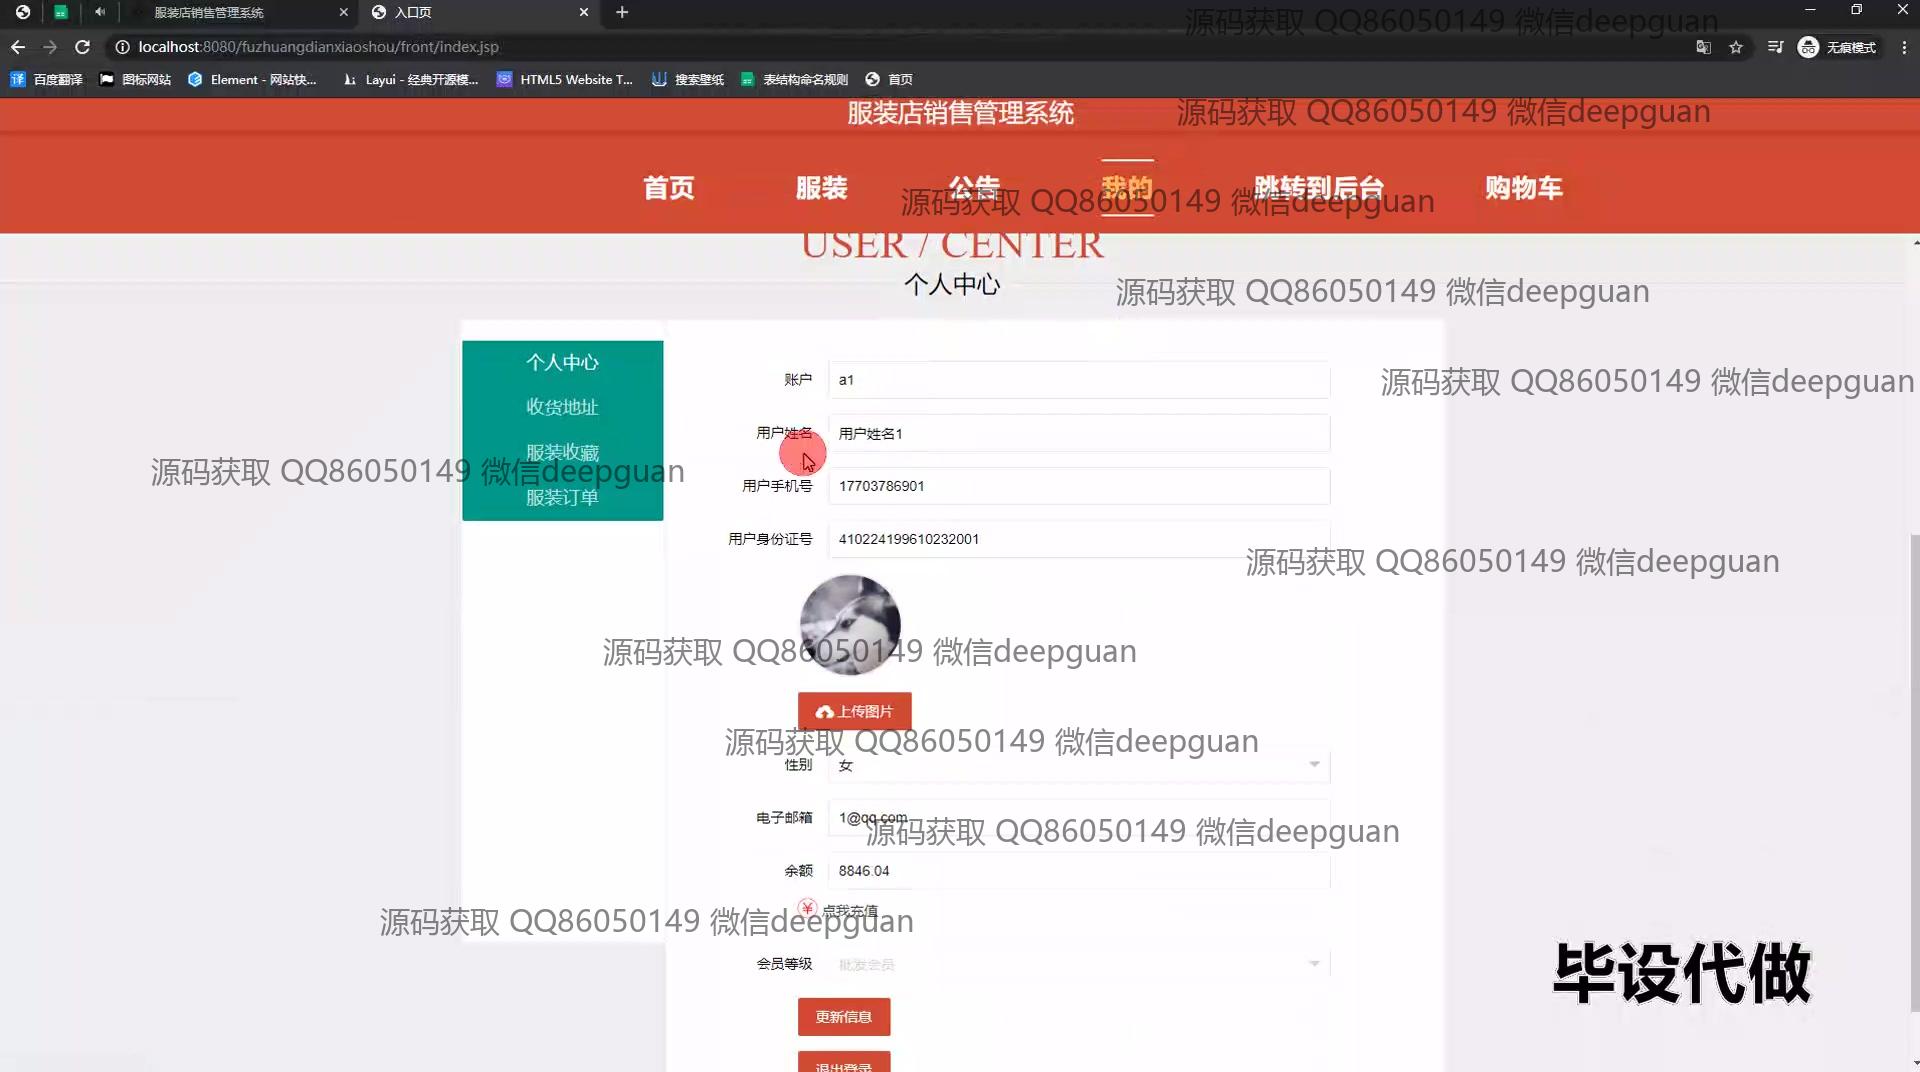 服装店销售管理系统
入口页
源码获取 QQ86050149 微信deepguan
localhost:8080/fuzhuangdianxiaoshou/front/index.jsp
无痕模式
译 百度翻译
图标网站
Element - 网站快...
Layui - 经典开源模...
HTML5 Website T...
搜索壁纸
表结构命名规则
首页
服装店销售管理系统
源码获取 QQ86050149 微信deepguan
首页
服装
公告
我的
跳转到后台
购物车
源码获取 QQ86050149 微信deepguan
USER / CENTER
个人中心
源码获取 QQ86050149 微信deepguan
个人中心
收货地址
服装收藏
服装订单
账户 a1
源码获取 QQ86050149 微信deepguan
用户姓名 用户姓名1
源码获取 QQ86050149 微信deepguan
用户手机号 17703786901
用户身份证号 410224199610232001
源码获取 QQ86050149 微信deepguan
源码获取 QQ86050149 微信deepguan
上传图片
源码获取 QQ86050149 微信deepguan
性别 女
电子邮箱 1@qq.com
源码获取 QQ86050149 微信deepguan
余额 8846.04
¥ 点我充值
源码获取 QQ86050149 微信deepguan
会员等级 批发会员
毕设代做
更新信息
退出登录